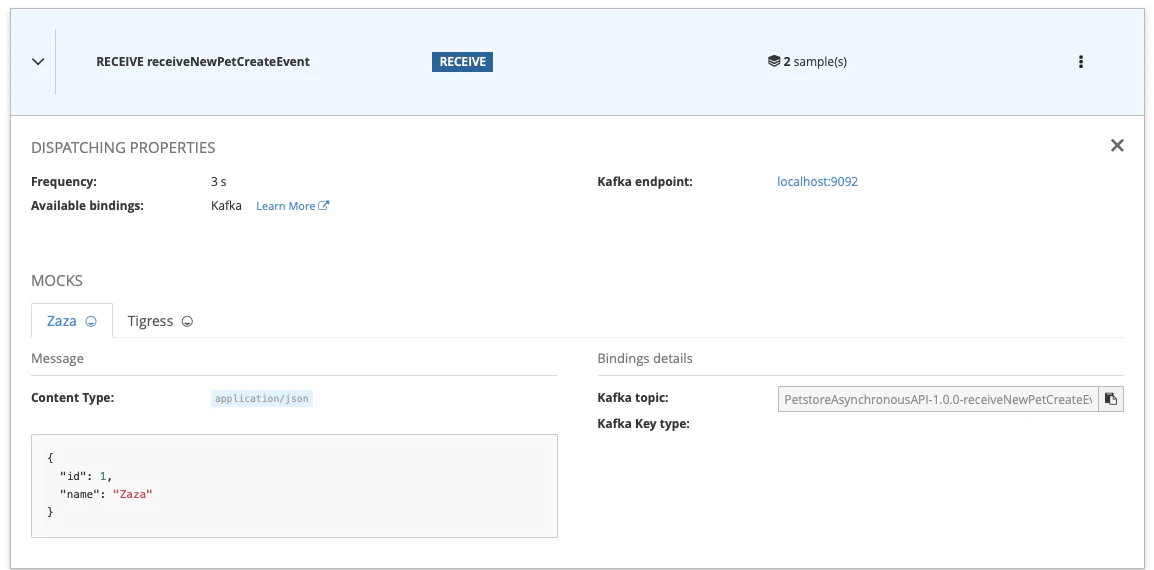 RECEIVE receiveNewPetCreateEvent RECEIVE 2 sample(s)
DISPATCHING PROPERTIES
Frequency: 3 s Kafka endpoint: localhost:9092
Available bindings: Kafka Learn More
MOCKS
Zaza Tigress
Message Bindings details
Content Type: application/json Kafka topic: PetstoreAsynchronousAPI-1.0.0-receiveNewPetCreateEv
Kafka Key type:
{
"id": 1,
"name": "Zaza"
}